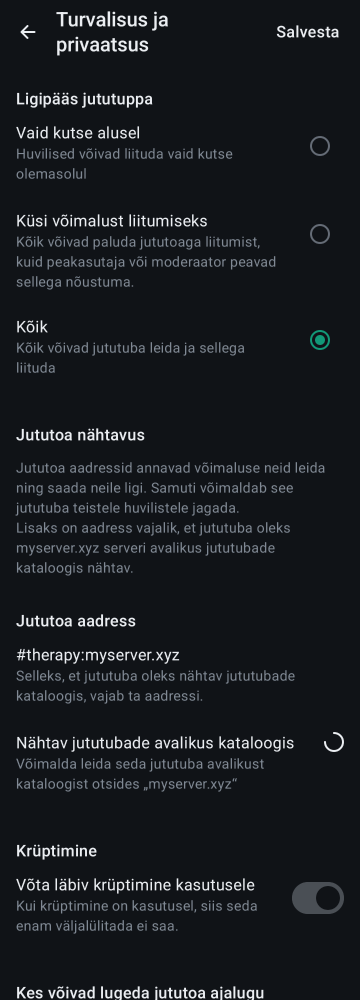 Turvalisus ja
privaatsus
Salvesta
Ligipääs jututuppa
Vaid kutse alusel
Huvilised võivad liituda vaid kutse
olemasolul
Küsi võimalust liitumiseks
Kõik võivad paluda jututoaga liitumist,
kuid peakasutaja või moderaator peavad
sellega nõustuma.
Kõik
Kõik võivad jututuba leida ja sellega
liituda
Jututoa nähtavus
Jututoa aadressid annavad võimaluse neid leida
ning saada neile ligi. Samuti võimaldab see
jututuba teistele huvilistele jagada.
Lisaks on aadress vajalik, et jututuba oleks
myserver.xyz serveri avalikus jututubade
kataloogis nähtav.
Jututoa aadress
#therapy:myserver.xyz
Selleks, et jututuba oleks nähtav jututubade
kataloogis, vajab ta aadressi.
Nähtav jututubade avalikus kataloogis
Võimalda leida seda jututuba avalikust
kataloogist otsides „myserver.xyz“
Krüptimine
Võta läbiv krüptimine kasutusele
Kui krüptimine on kasutusel, siis seda
enam väljalülitada ei saa.
Kes võivad lugeda jututoa ajalugu